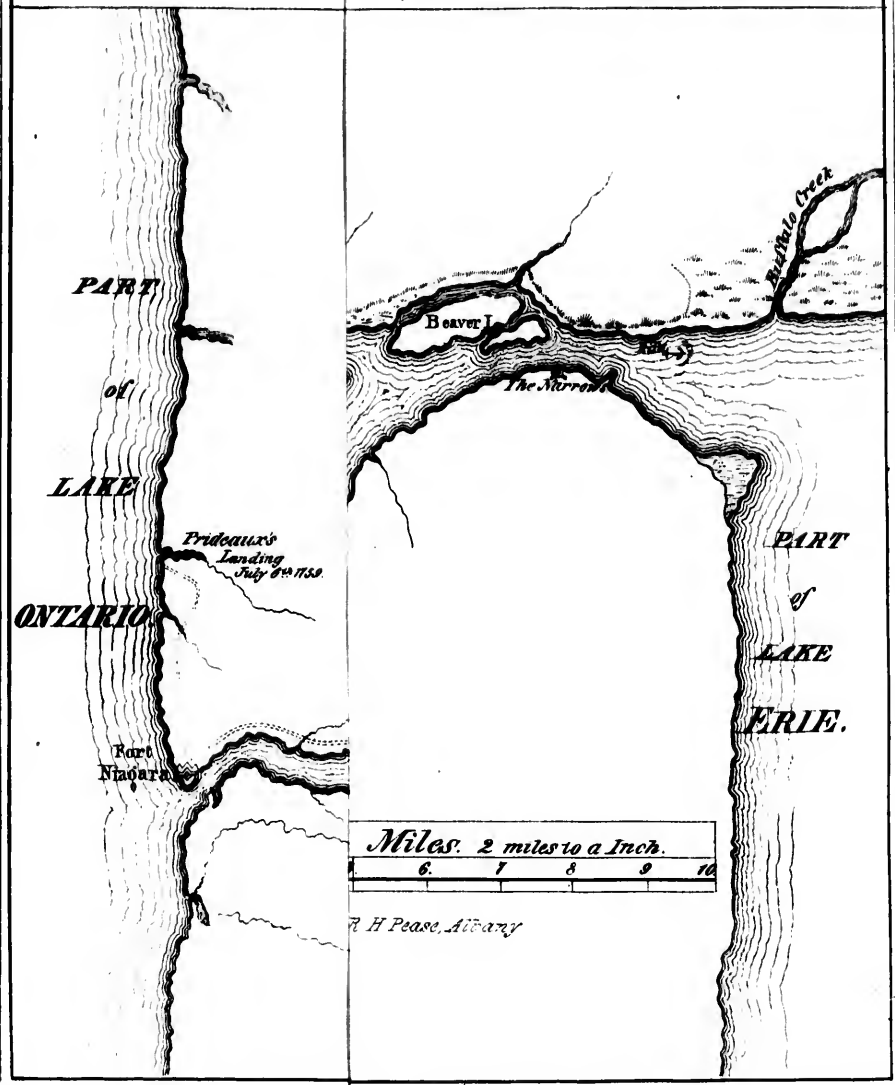 PART
of
LAKE
ONTARIO.
Prideaux's
Landing
July 6th 1759.
Fort
Niagara
Beaver I.
The Narrows
Buffalo Creek
PART
of
LAKE
ERIE.
Miles. 2 miles to a Inch.
6. 7 8 9 10
R H Pease, Albany